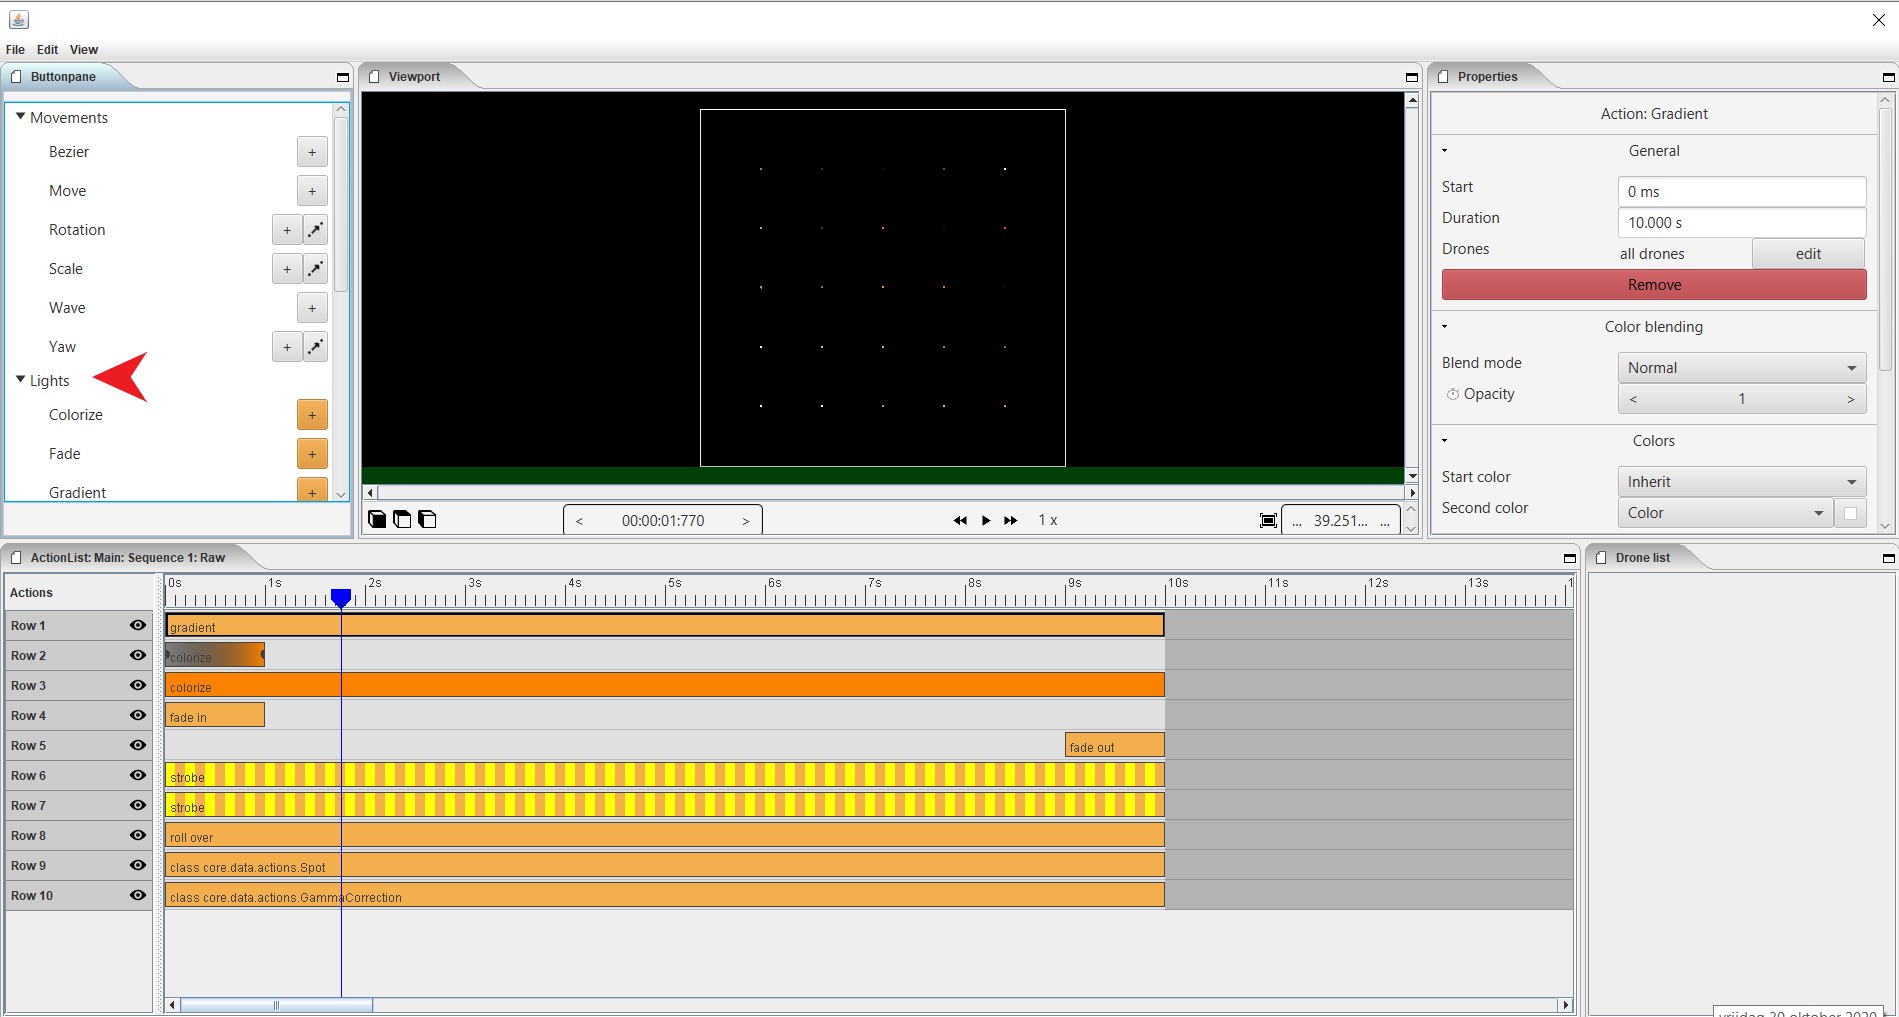 File Edit View
Buttonpane
Movements
Bezier +
Move +
Rotation +
Scale +
Wave +
Yaw +
Lights
Colorize +
Fade +
Gradient +
Viewport
< 00:00:01:770 >
1 x
... 39.251... ...
Properties
Action: Gradient
General
Start 0 ms
Duration 10.000 s
Drones all drones edit
Remove
Color blending
Blend mode Normal
Opacity < 1 >
Colors
Start color Inherit
Second color Color
ActionList: Main: Sequence 1: Raw
Actions 0s 1s 2s 3s 4s 5s 6s 7s 8s 9s 10s 11s 12s 13s 1
Row 1 gradient
Row 2 colorize
Row 3 colorize
Row 4 fade in
Row 5 fade out
Row 6 strobe
Row 7 strobe
Row 8 roll over
Row 9 class core.data.actions.Spot
Row 10 class core.data.actions.GammaCorrection
Drone list
vrijdag 30 oktober 2020